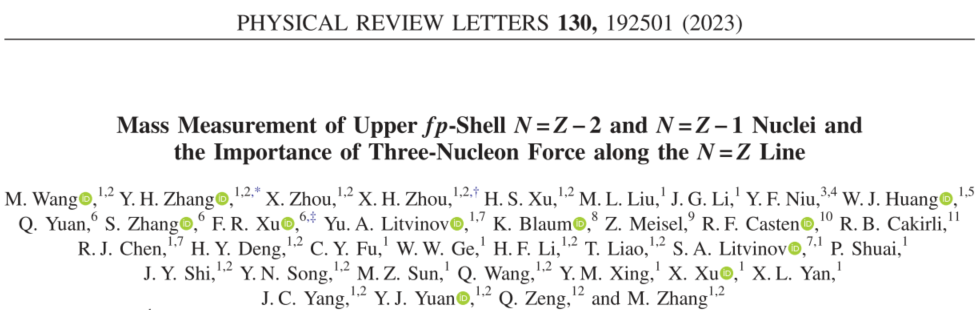 PHYSICAL REVIEW LETTERS 130, 192501 (2023)
Mass Measurement of Upper fp-Shell N = Z − 2 and N = Z − 1 Nuclei and
the Importance of Three-Nucleon Force along the N = Z Line
M. Wang,1,2 Y. H. Zhang,1,2,* X. Zhou,1,2 X. H. Zhou,1,2,† H. S. Xu,1,2 M. L. Liu,1 J. G. Li,1 Y. F. Niu,3,4 W. J. Huang,1,5
Q. Yuan,6 S. Zhang,6 F. R. Xu,6,‡ Yu. A. Litvinov,1,7 K. Blaum,8 Z. Meisel,9 R. F. Casten,10 R. B. Cakirli,11
R. J. Chen,1,7 H. Y. Deng,1,2 C. Y. Fu,1 W. W. Ge,1 H. F. Li,1,2 T. Liao,1,2 S. A. Litvinov,7,1 P. Shuai,1
J. Y. Shi,1,2 Y. N. Song,1,2 M. Z. Sun,1 Q. Wang,1,2 Y. M. Xing,1 X. Xu,1 X. L. Yan,1
J. C. Yang,1,2 Y. J. Yuan,1,2 Q. Zeng,12 and M. Zhang1,2